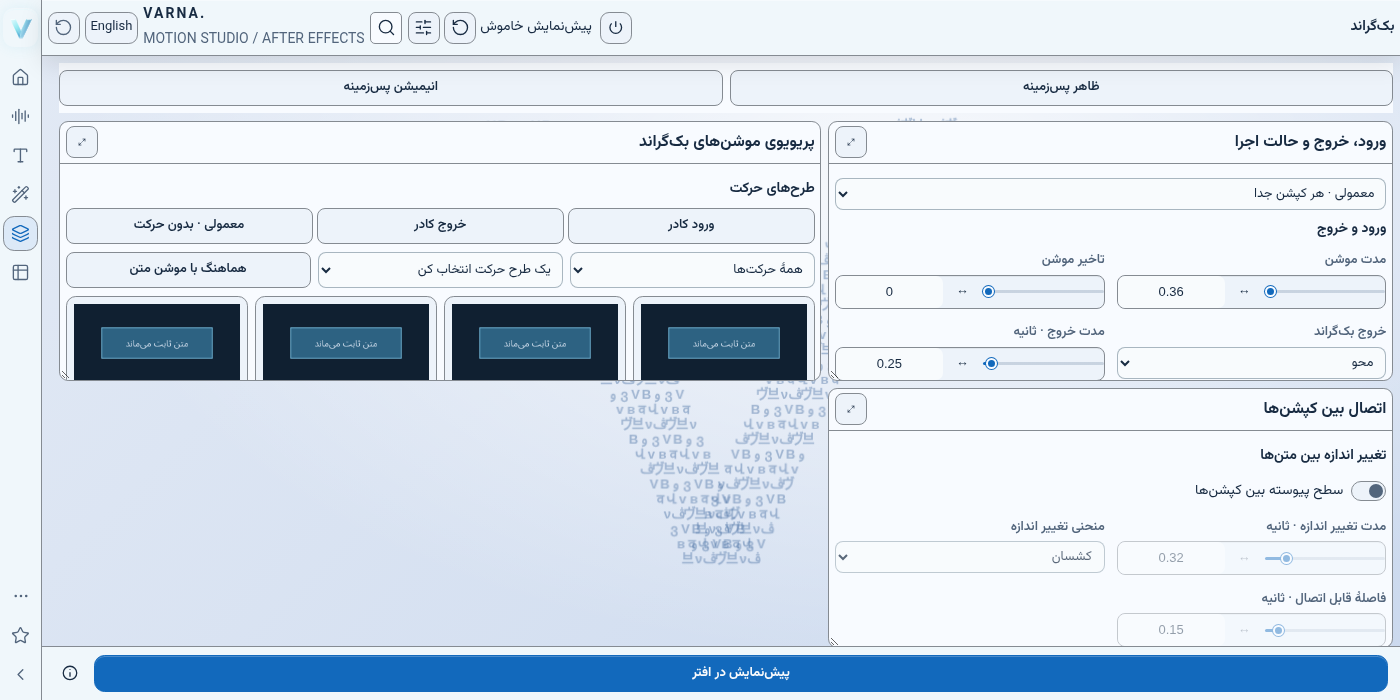 بک‌گراند
پیش‌نمایش خاموش
VARNA.
MOTION STUDIO / AFTER EFFECTS
English
ظاهر پس‌زمینه
انیمیشن پس‌زمینه
ورود، خروج و حالت اجرا
معمولی · هر کپشن جدا
ورود و خروج
مدت موشن
تاخیر موشن
0.36
0
خروج بک‌گراند
مدت خروج · ثانیه
محو
0.25
پریویوی موشن‌های بک‌گراند
طرح‌های حرکت
ورود کادر
خروج کادر
معمولی · بدون حرکت
همهٔ حرکت‌ها
یک طرح حرکت انتخاب کن
هماهنگ با موشن متن
متن ثابت می‌ماند
متن ثابت می‌ماند
متن ثابت می‌ماند
متن ثابت می‌ماند
اتصال بین کپشن‌ها
تغییر اندازه بین متن‌ها
سطح پیوسته بین کپشن‌ها
مدت تغییر اندازه · ثانیه
منحنی تغییر اندازه
0.32
کشسان
فاصلهٔ قابل اتصال · ثانیه
0.15
پیش‌نمایش در افتر